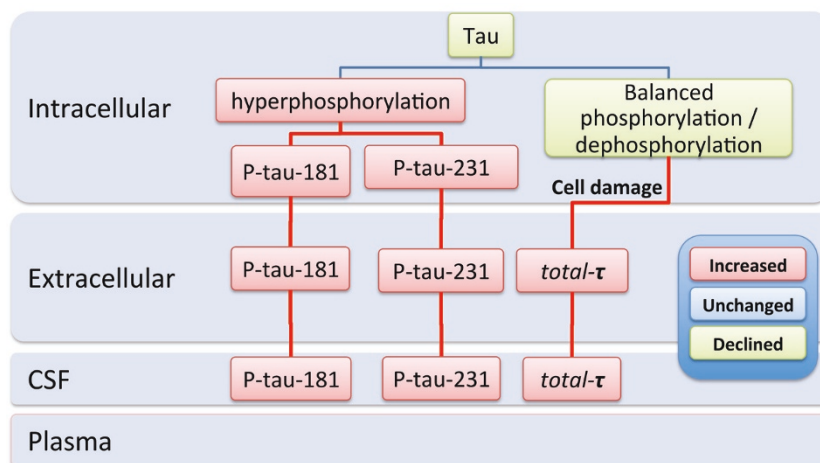 Tau
Intracellular
hyperphosphorylation
Balanced
phosphorylation /
dephosphorylation
P-tau-181
P-tau-231
Cell damage
Extracellular
P-tau-181
P-tau-231
total-τ
Increased
Unchanged
Declined
CSF
P-tau-181
P-tau-231
total-τ
Plasma